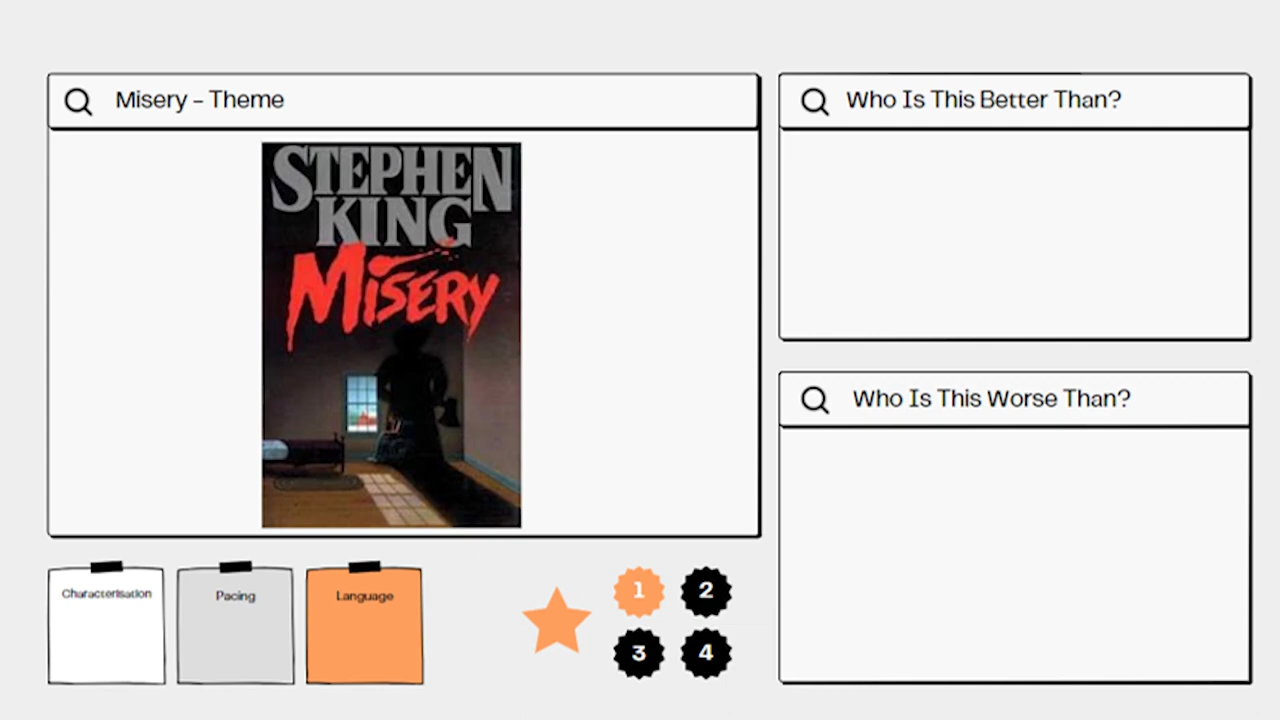 Misery - Theme
STEPHEN
KING
MISERY
Who Is This Better Than?
Who Is This Worse Than?
Characterisation
Pacing
Language
1
2
3
4